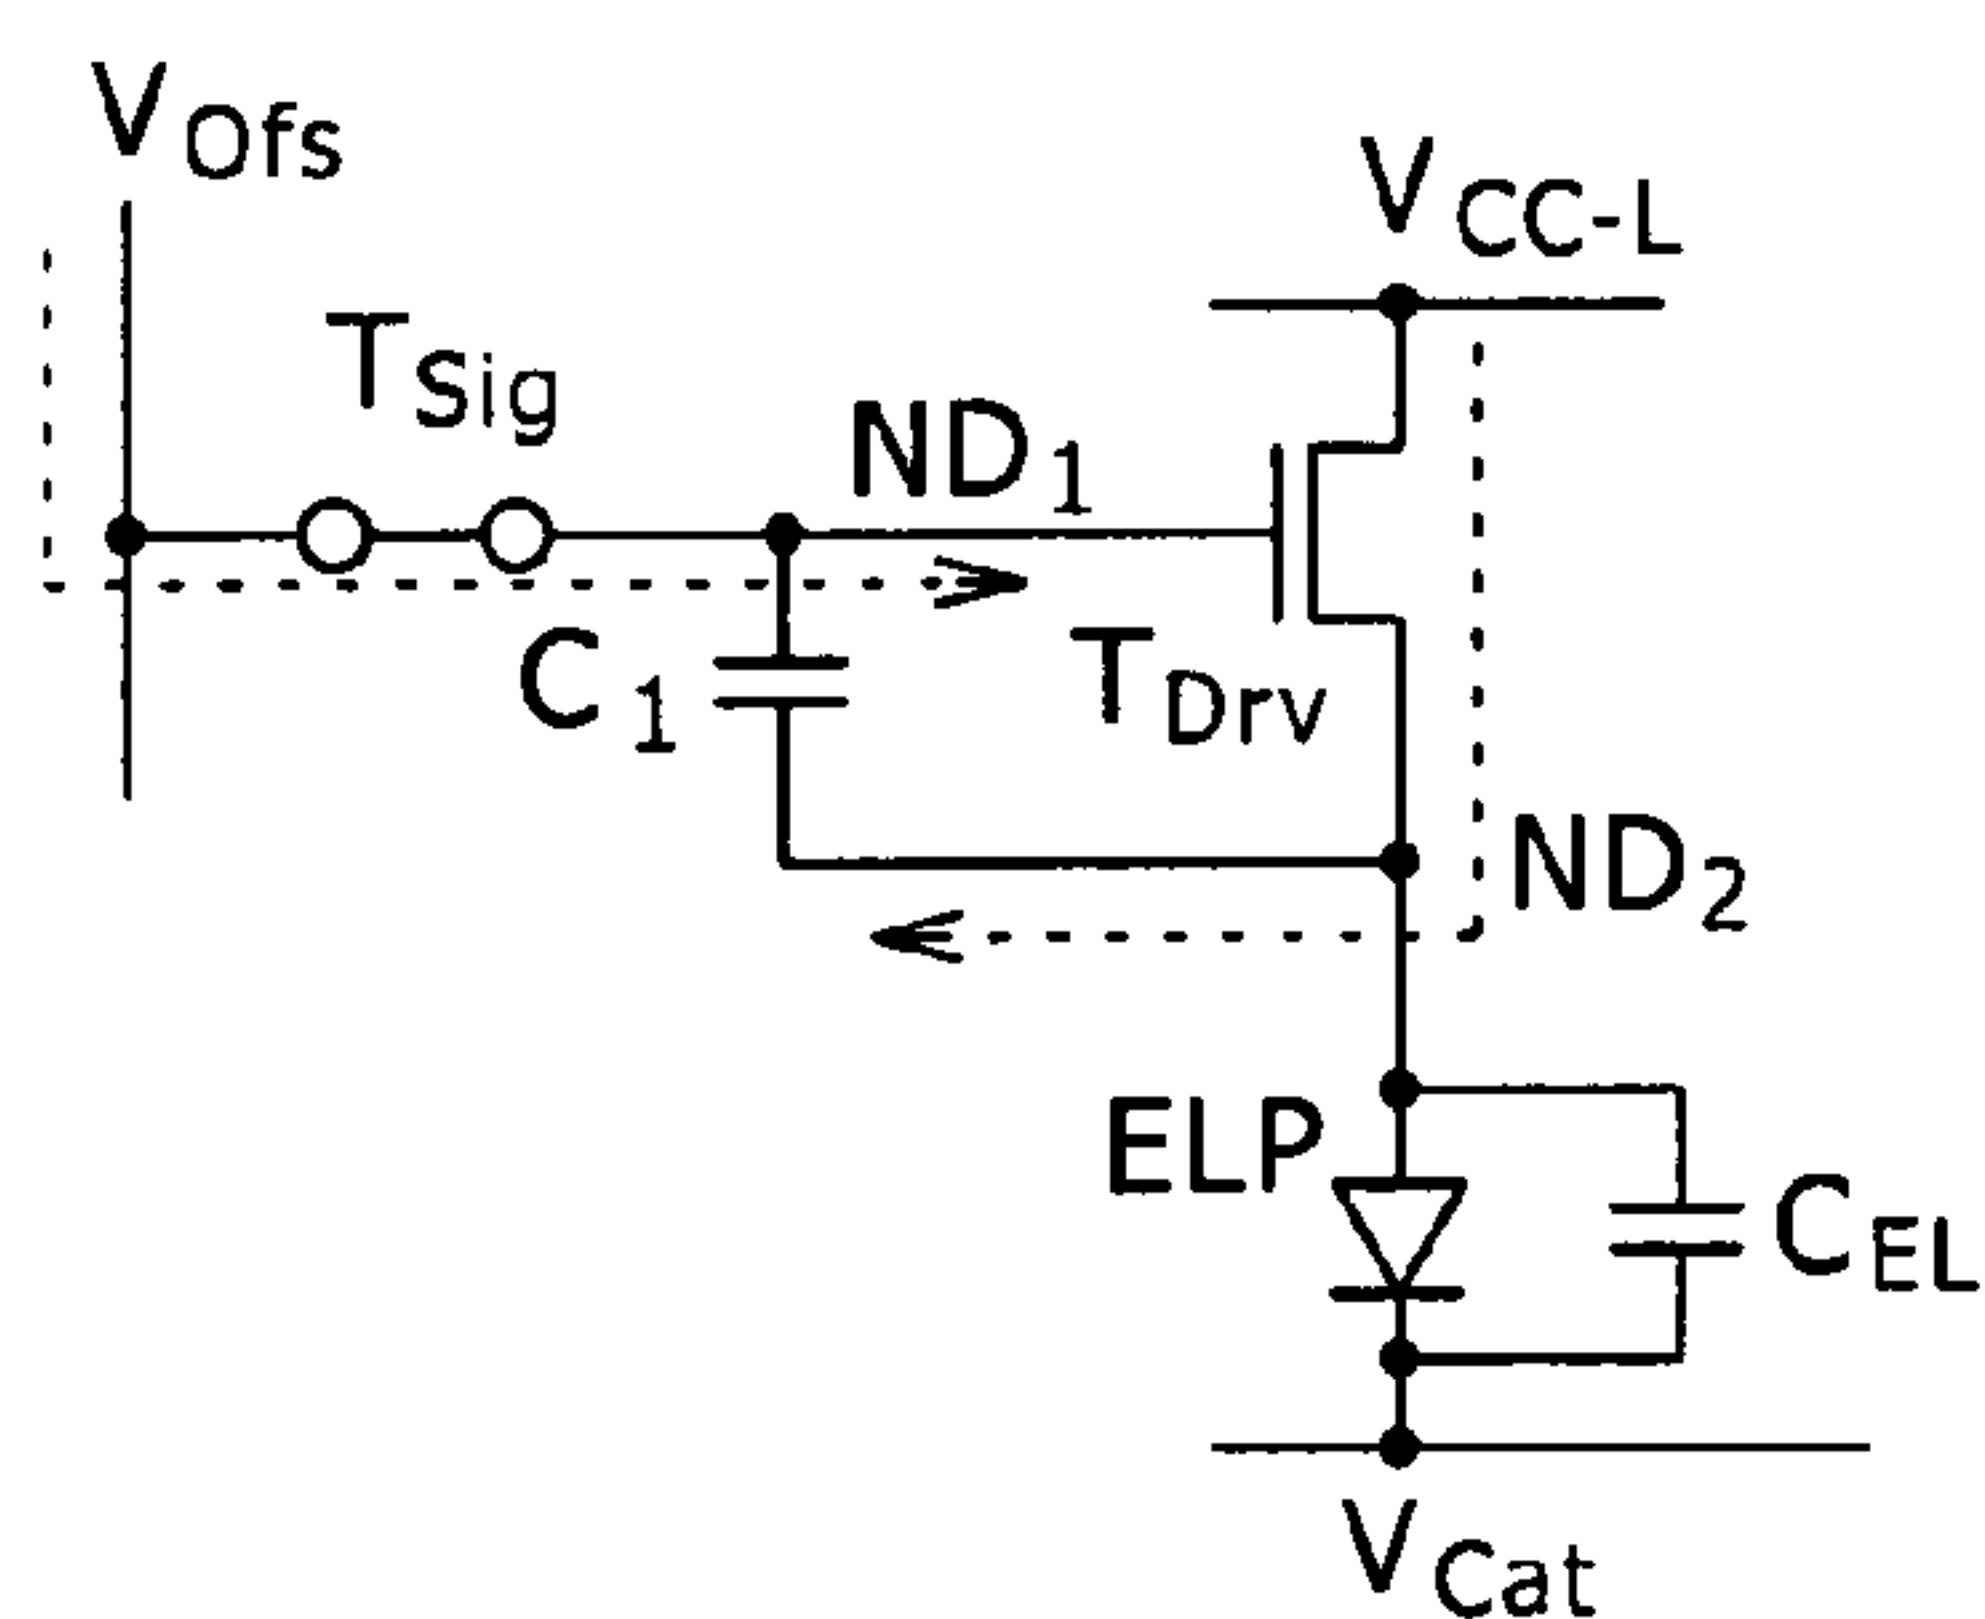 VOfs
VCC-L
TSig
ND1
C1
TDrv
ND2
ELP
CEL
VCat